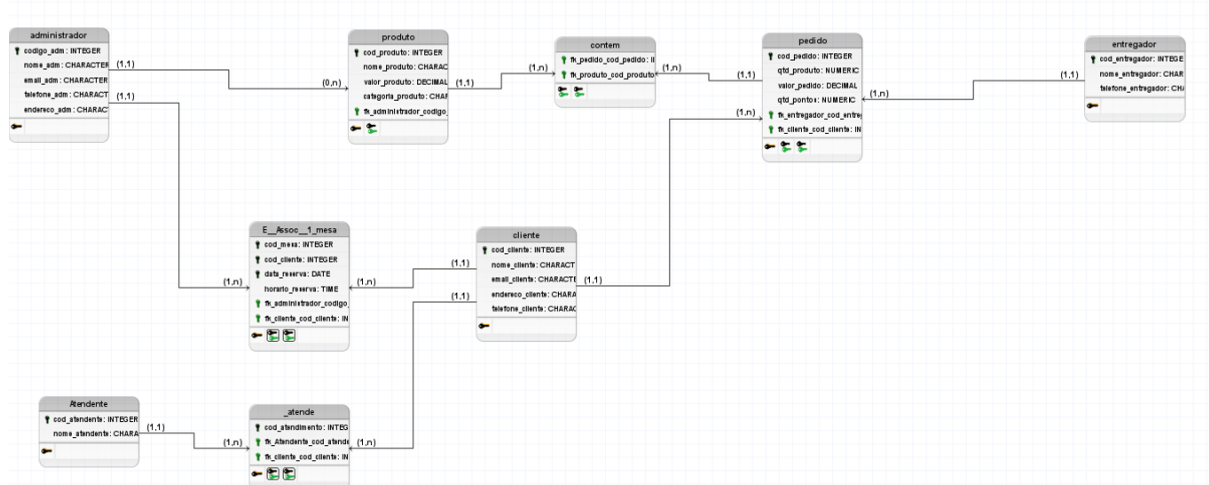 administrador
codigo_adm: INTEGER
nome_adm: CHARACTER
email_adm: CHARACTER
telefone_adm: CHARACT
endereco_adm: CHARAC
(1,1)
(1,1)
produto
cod_produto: INTEGER
nome_produto: CHARAC
valor_produto: DECIMAL
categoria_produto: CHAR
fk_administrador_codigo_
(0,n)
(1,1)
contem
fk_pedido_cod_pedido: II
fk_produto_cod_produto
(1,n)
(1,n)
pedido
cod_pedido: INTEGER
qtd_produto: NUMERIC
valor_pedido: DECIMAL
qtd_pontos: NUMERIC
fk_entregador_cod_entre
fk_cliente_cod_cliente: IN
(1,1)
(1,n)
(1,n)
entregador
cod_entregador: INTEGE
nome_entregador: CHAR
telefone_entregador: CHA
(1,1)
E__Assoc__1_mesa
cod_mesa: INTEGER
cod_cliente: INTEGER
data_reserva: DATE
horario_reserva: TIME
fk_administrador_codigo_
fk_cliente_cod_cliente: IN
(1,n)
(1,n)
cliente
cod_cliente: INTEGER
nome_cliente: CHARACT
email_cliente: CHARACTE
endereco_cliente: CHARA
telefone_cliente: CHARAC
(1,1)
(1,1)
(1,1)
Atendente
cod_atendente: INTEGER
nome_atendente: CHARA
(1,1)
_atende
cod_atendimento: INTEG
fk_Atendente_cod_atend
fk_cliente_cod_cliente: IN
(1,n)
(1,n)